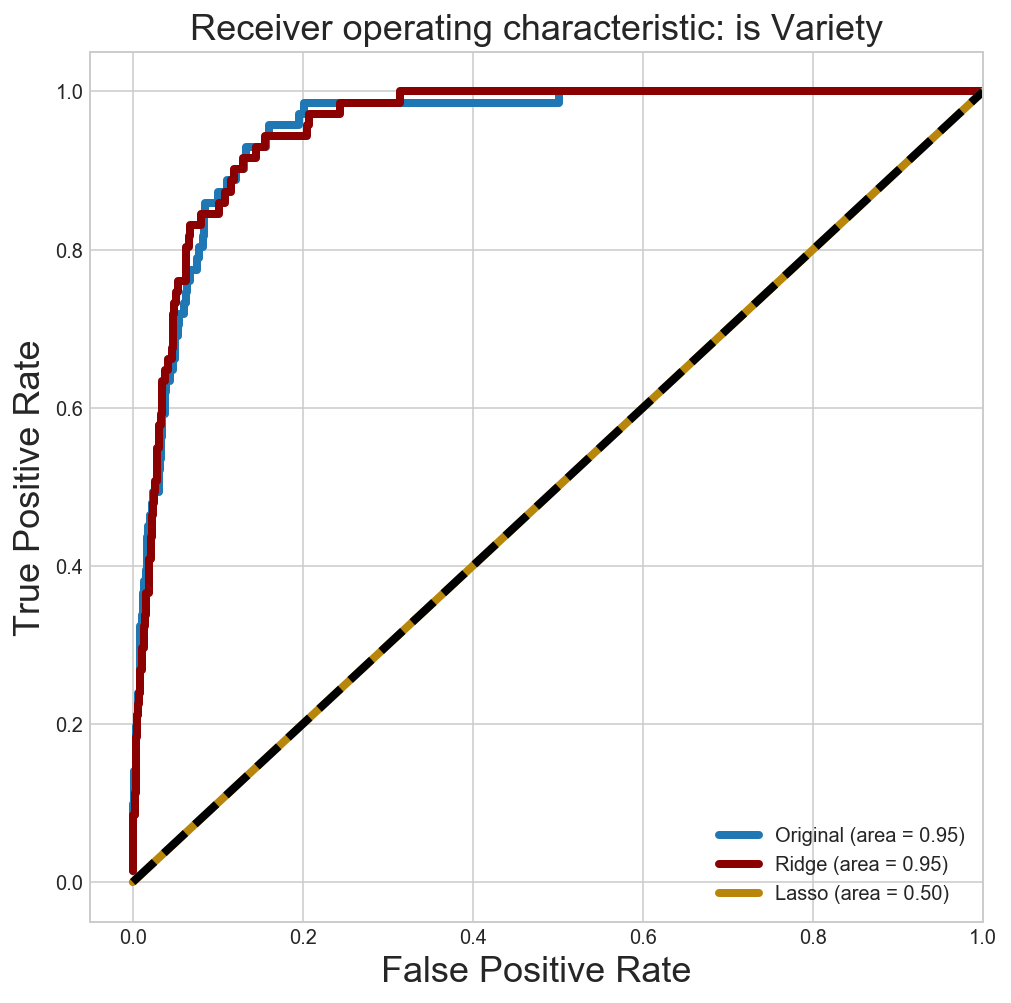 Receiver operating characteristic: is Variety
True Positive Rate
1.0
0.8
0.6
0.4
0.2
0.0
Original (area = 0.95)
Ridge (area = 0.95)
Lasso (area = 0.50)
0.0 0.2 0.4 0.6 0.8 1.0
False Positive Rate